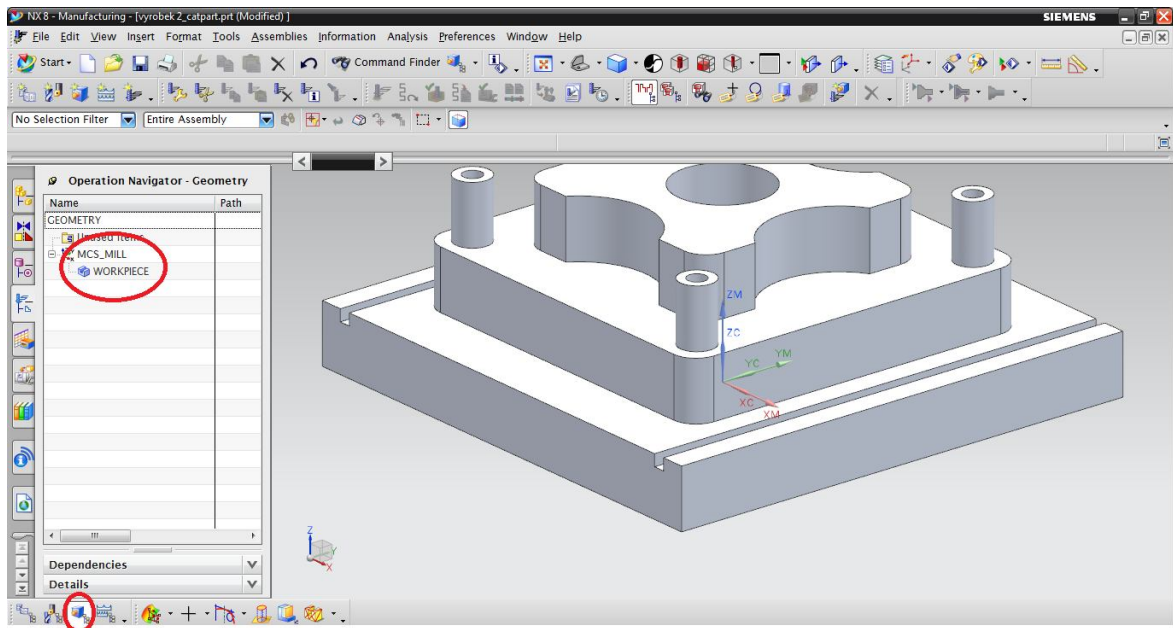 NX 8 - Manufacturing - [vyrobek 2_catpart.prt (Modified) ]
SIEMENS
File Edit View Insert Format Tools Assemblies Information Analysis Preferences Window Help
Start Command Finder
No Selection Filter Entire Assembly
Operation Navigator - Geometry
Name Path
GEOMETRY
Unused Items
MCS_MILL
WORKPIECE
ZM
ZC
YC YM
XC
XM
Z
Y
X
Dependencies
Details